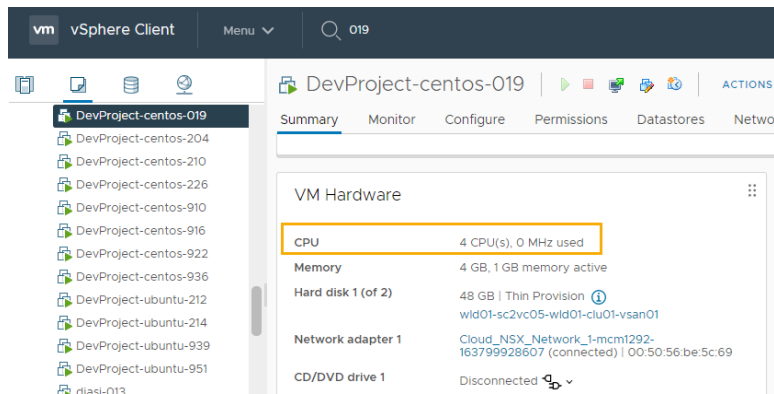 vm vSphere Client Menu 019
DevProject-centos-019
DevProject-centos-204
DevProject-centos-210
DevProject-centos-226
DevProject-centos-910
DevProject-centos-916
DevProject-centos-922
DevProject-centos-936
DevProject-ubuntu-212
DevProject-ubuntu-214
DevProject-ubuntu-939
DevProject-ubuntu-951
diasi-013
DevProject-centos-019 ACTIONS
Summary Monitor Configure Permissions Datastores Netwo
VM Hardware
CPU 4 CPU(s), 0 MHz used
Memory 4 GB, 1 GB memory active
Hard disk 1 (of 2) 48 GB | Thin Provision
wld01-sc2vc05-wld01-clu01-vsan01
Network adapter 1 Cloud_NSX_Network_1-mcm1292-
163799928607 (connected) | 00:50:56:be:5c:69
CD/DVD drive 1 Disconnected